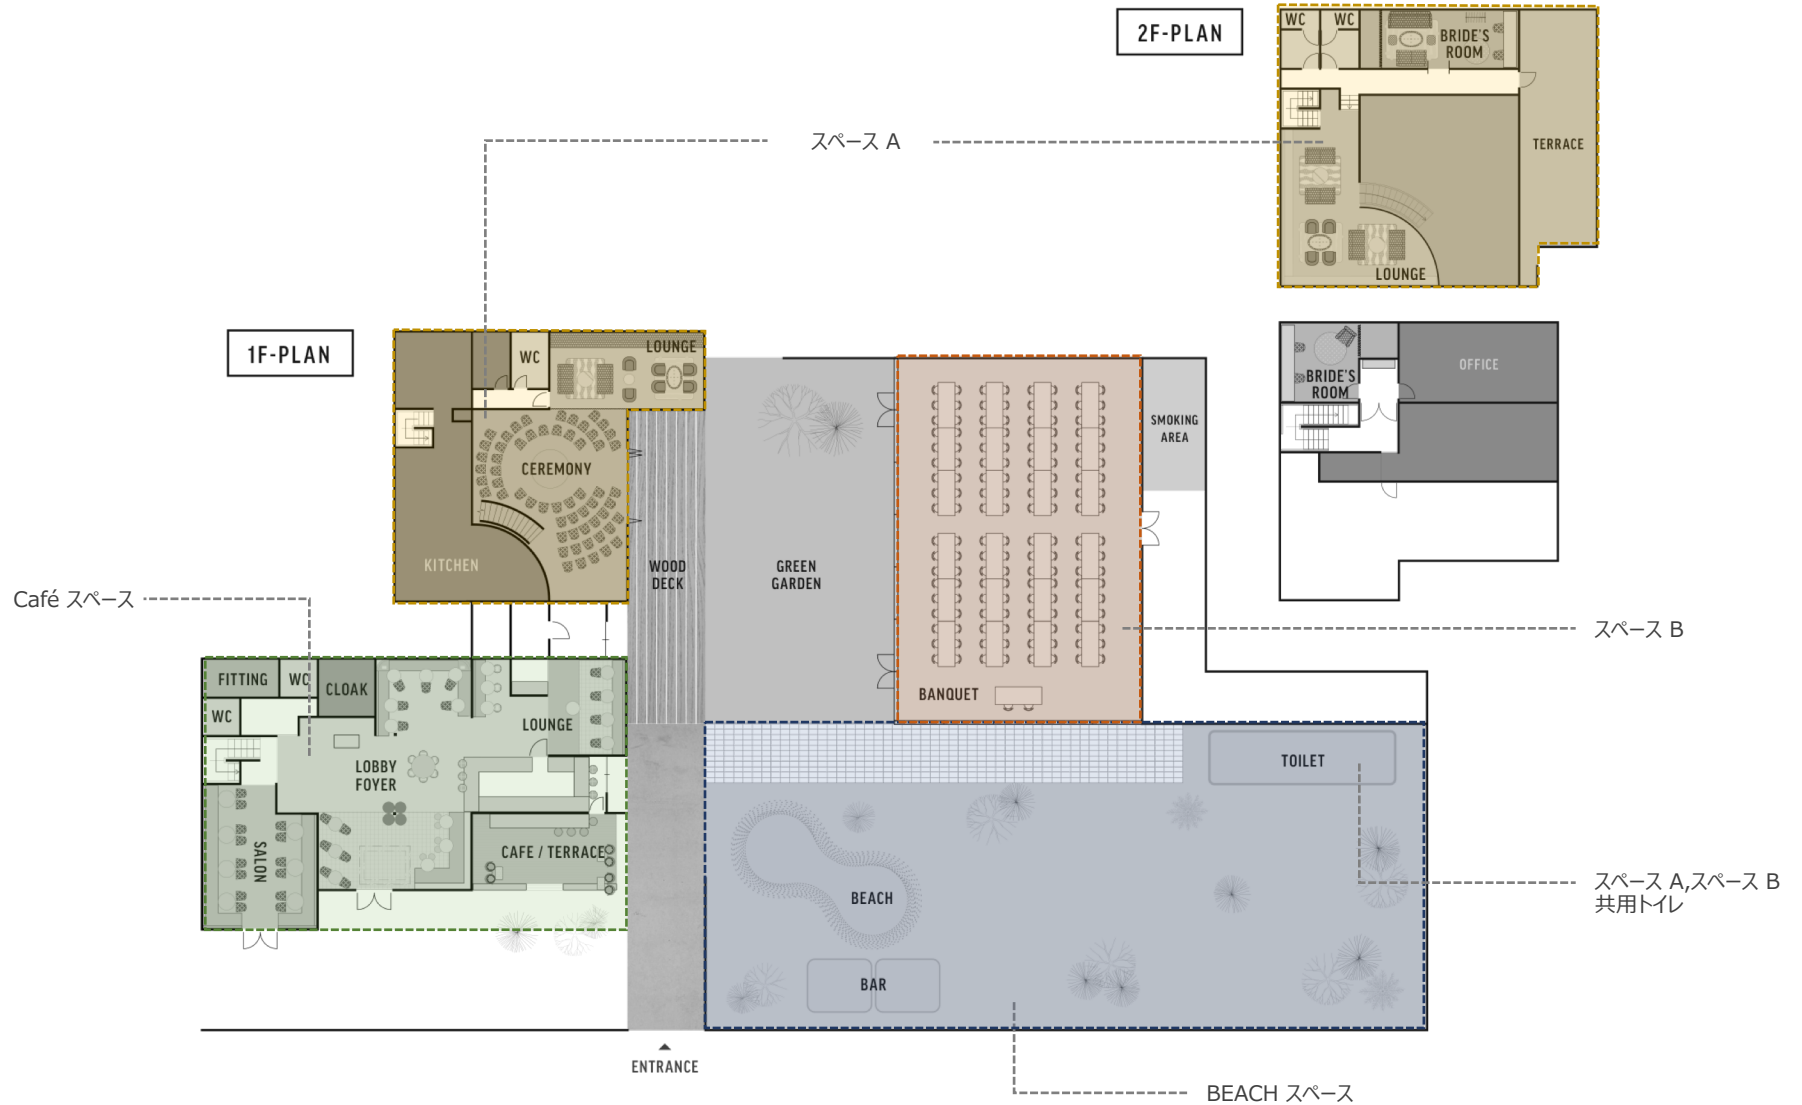 2F-PLAN
WC
WC
BRIDE'S
ROOM
スペース A
TERRACE
LOUNGE
1F-PLAN
WC
LOUNGE
BRIDE'S
ROOM
OFFICE
SMOKING
AREA
CEREMONY
KITCHEN
WOOD
DECK
GREEN
GARDEN
Café スペース
スペース B
FITTING
WC
CLOAK
WC
LOUNGE
BANQUET
LOBBY
FOYER
TOILET
SALON
CAFE / TERRACE
BEACH
スペース A,スペース B
共用トイレ
BAR
ENTRANCE
BEACH スペース